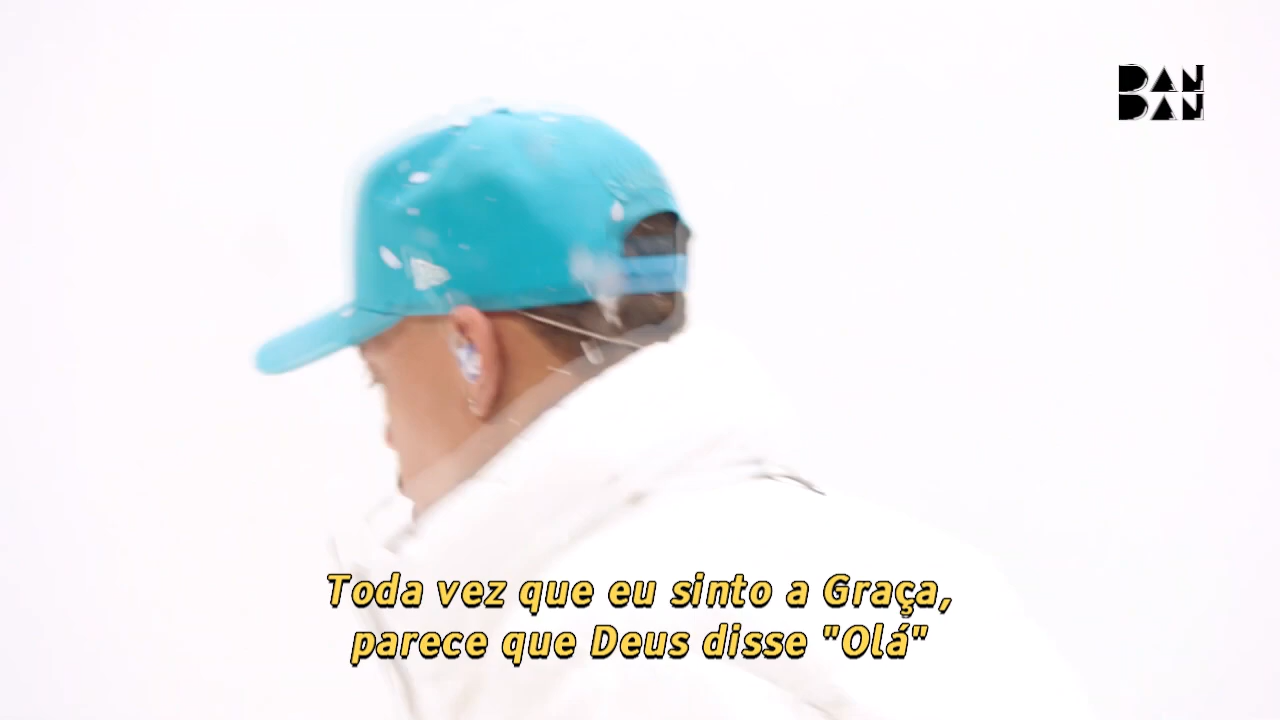 DAN
DAN
Toda vez que eu sinto a Graça,
parece que Deus disse "Olá"